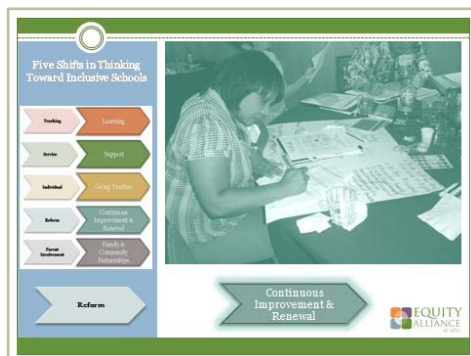 Five Shifts in Thinking
Toward Inclusive Schools
Teaching
Learning
Service
Support
Individual
Group Practice
Reform
Continuous
Improvement &
Renewal
Parent
Involvement
Family &
Community
Partnerships
Reform
Continuous
Improvement &
Renewal
EQUITY
ALLIANCE